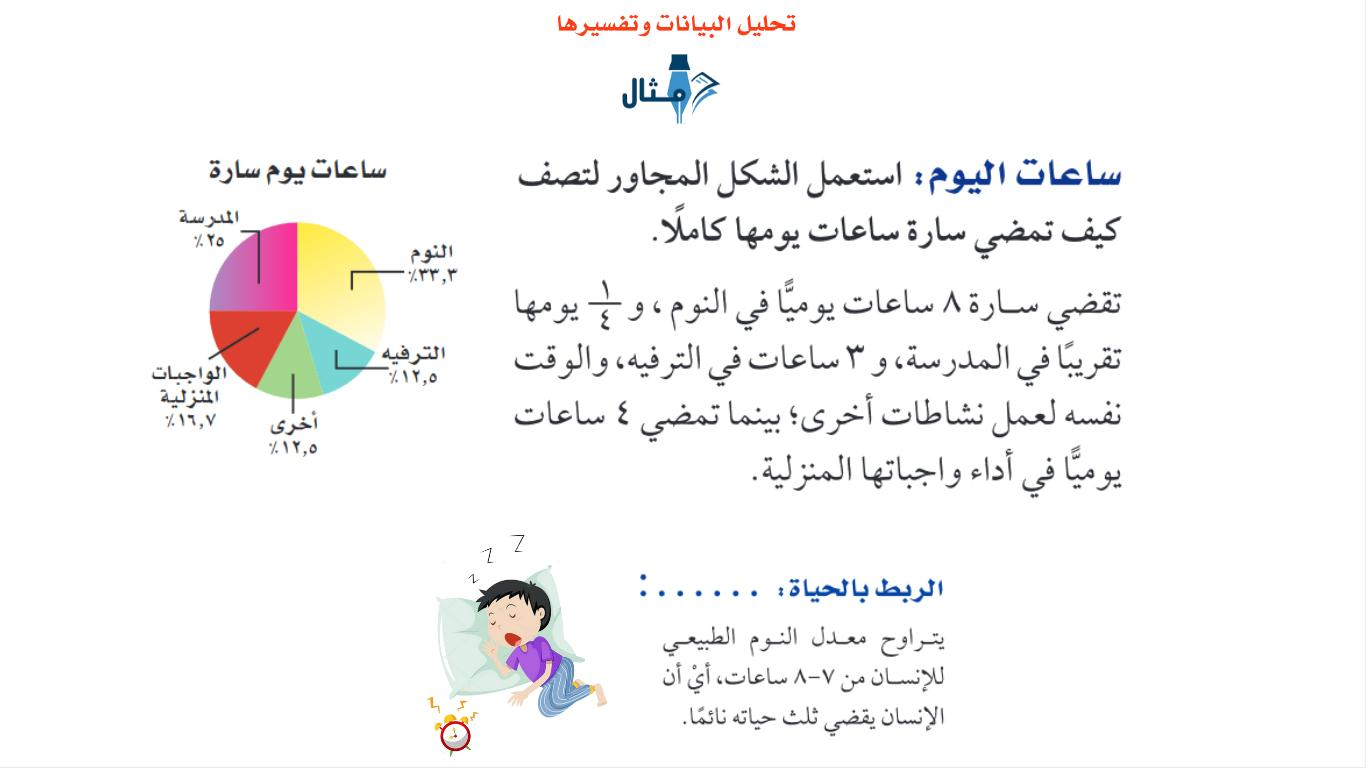 تحليل البيانات وتفسيرها
مثال
ساعات اليوم: استعمل الشكل المجاور لتصف
كيف تمضي سارة ساعات يومها كاملًا.
تقضي سارة ٨ ساعات يوميًّا في النوم ، و ١/٤ يومها
تقريبًا في المدرسة، و ٣ ساعات في الترفيه، والوقت
نفسه لعمل نشاطات أخرى؛ بينما تمضي ٤ ساعات
يوميًّا في أداء واجباتها المنزلية.
ساعات يوم سارة
المدرسة
٢٥٪
النوم
٣٣,٣٪
الترفيه
١٢,٥٪
الواجبات
المنزلية
١٦,٧٪
أخرى
١٢,٥٪
الربط بالحياة: . . . . . . :
يتراوح معدل النوم الطبيعي
للإنسان من ٧-٨ ساعات، أيْ أن
الإنسان يقضي ثلث حياته نائمًا.
z z z